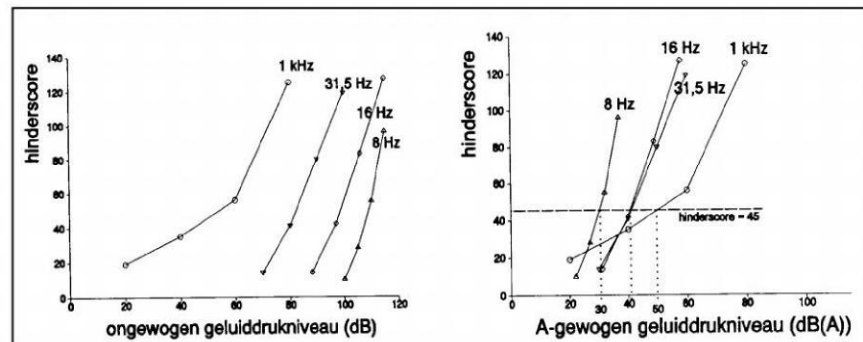 hinderscore
140
120
100
80
60
40
20
0
1 kHz
31,5 Hz
16 Hz
8 Hz
0 20 40 60 80 100 120
ongewogen geluiddrukniveau (dB)
hinderscore
140
120
100
80
60
40
20
0
16 Hz
1 kHz
31,5 Hz
8 Hz
hinderscore = 45
20 30 40 50 60 80 100
A-gewogen geluiddrukniveau (dB(A))